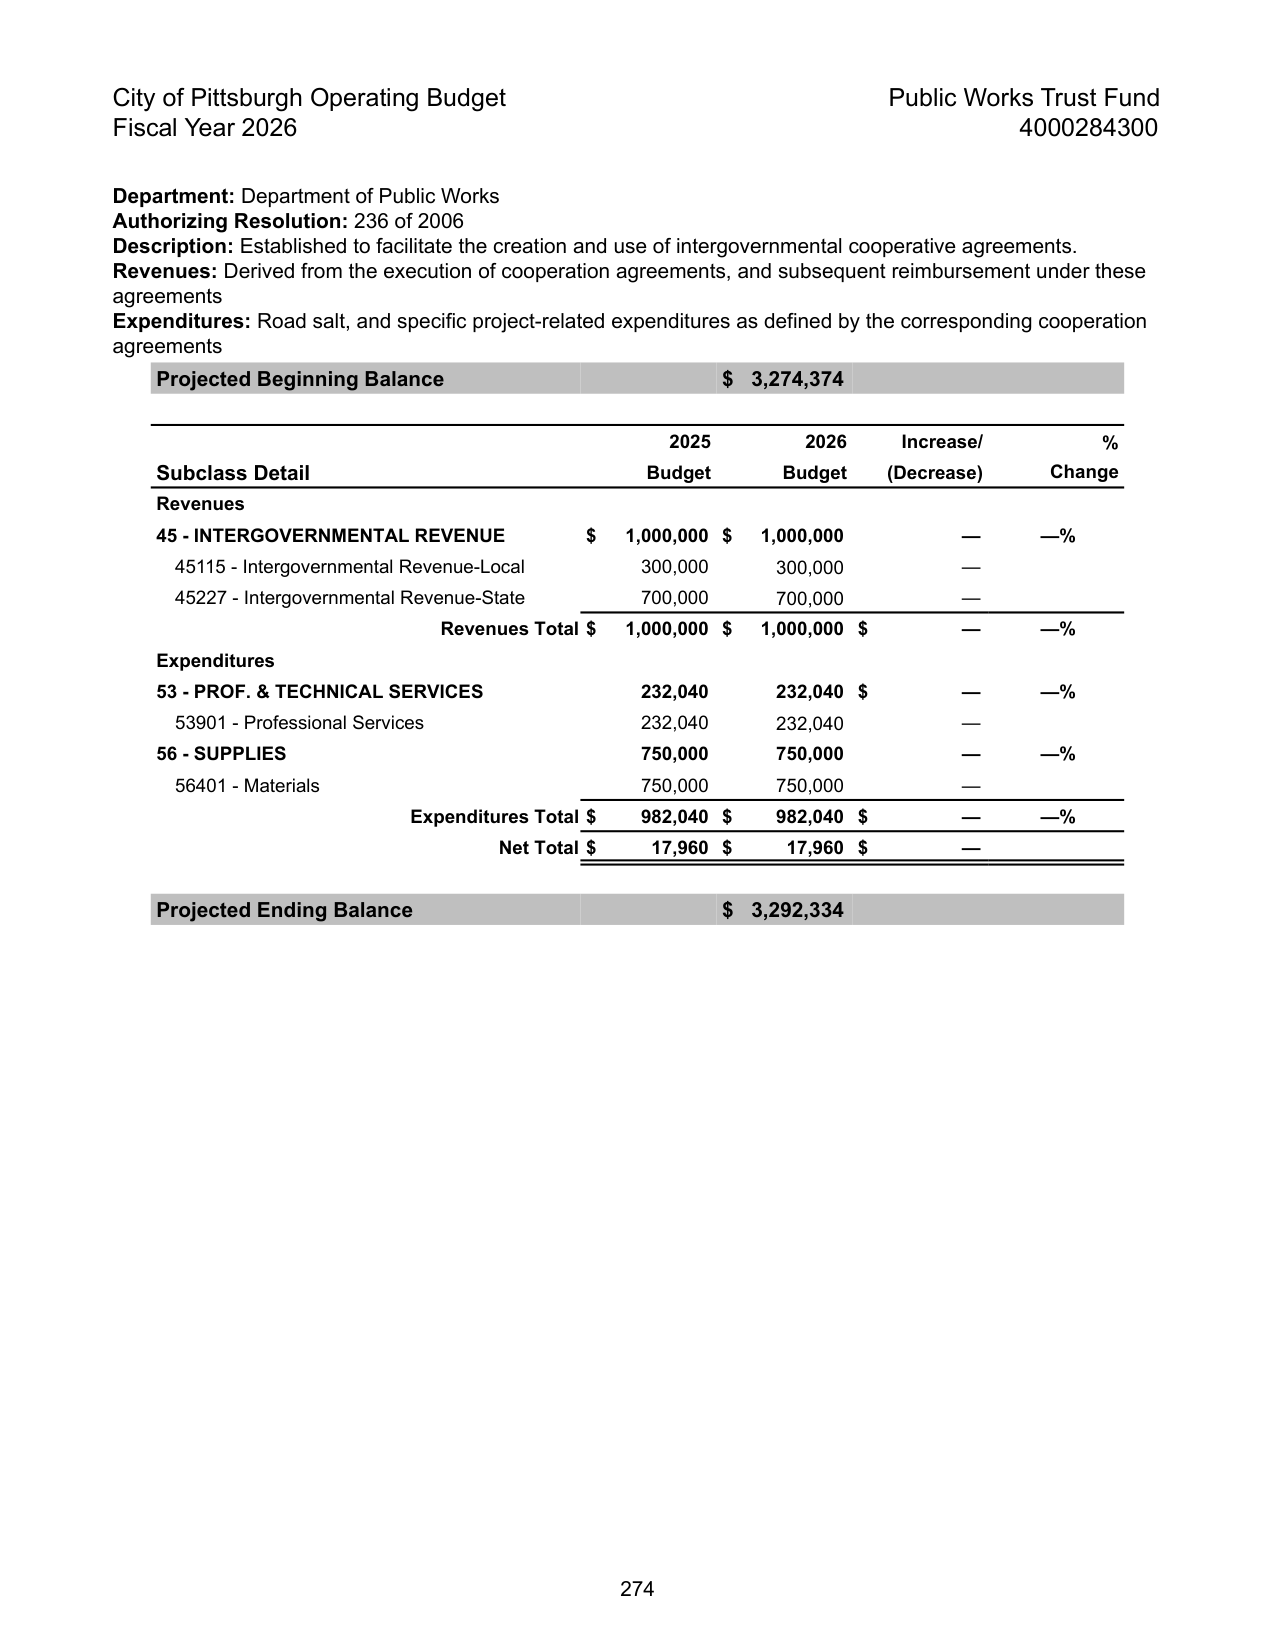 City of Pittsburgh Operating Budget
Fiscal Year 2026
Public Works Trust Fund
4000284300
Department: Department of Public Works
Authorizing Resolution: 236 of 2006
Description: Established to facilitate the creation and use of intergovernmental cooperative agreements.
Revenues: Derived from the execution of cooperation agreements, and subsequent reimbursement under these
agreements
Expenditures: Road salt, and specific project-related expenditures as defined by the corresponding cooperation
agreements
Projected Beginning Balance $ 3,274,374
2025 2026 Increase/ %
Subclass Detail Budget Budget (Decrease) Change
Revenues
45 - INTERGOVERNMENTAL REVENUE $ 1,000,000 $ 1,000,000 — —%
45115 - Intergovernmental Revenue-Local 300,000 300,000 —
45227 - Intergovernmental Revenue-State 700,000 700,000 —
Revenues Total $ 1,000,000 $ 1,000,000 $ — —%
Expenditures
53 - PROF. & TECHNICAL SERVICES 232,040 232,040 $ — —%
53901 - Professional Services 232,040 232,040 —
56 - SUPPLIES 750,000 750,000 — —%
56401 - Materials 750,000 750,000 —
Expenditures Total $ 982,040 $ 982,040 $ — —%
Net Total $ 17,960 $ 17,960 $ —
Projected Ending Balance $ 3,292,334
274